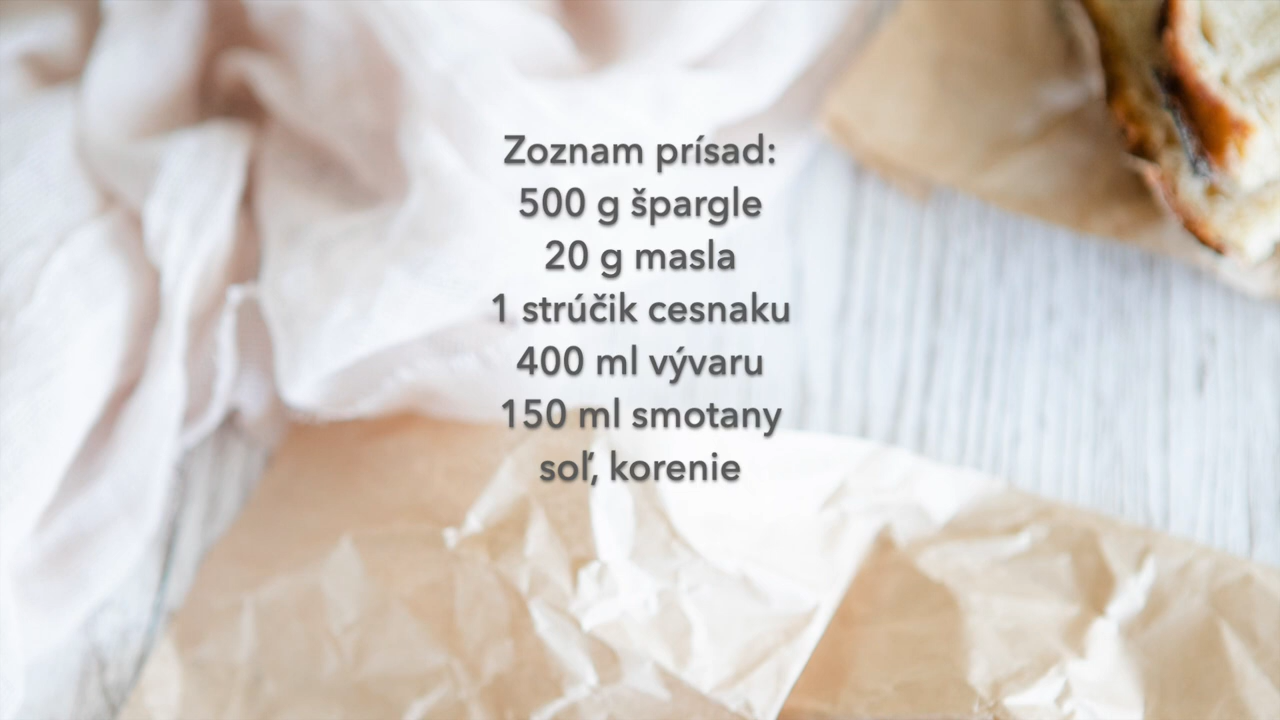 Zoznam prísad:
500 g špargle
20 g masla
1 strúčik cesnaku
400 ml vývaru
150 ml smotany
soľ, korenie